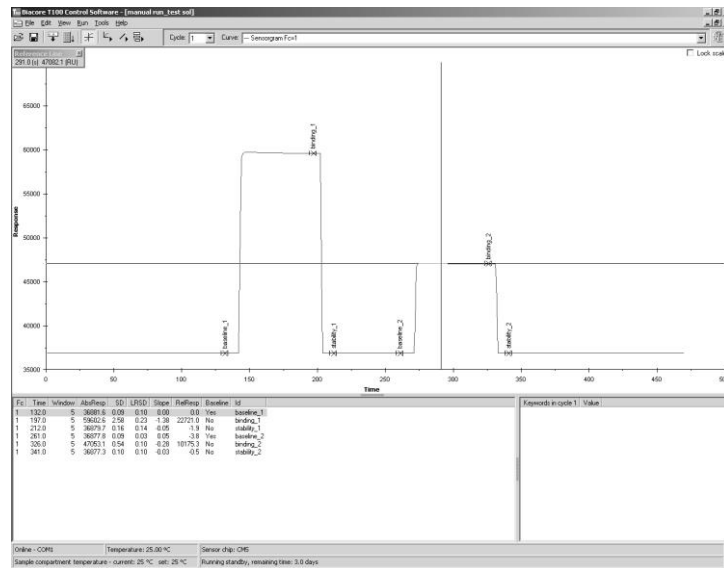 Biacore T100 Control Software - [manual run_test sol]
File Edit View Run Tools Help
Cycle: 1 Curve: — Sensorgram Fc=1
Reference Line
291.8 (s) 47082.1 (RU)
Lock scale
65000
60000
55000
50000
45000
40000
35000
Response
binding_1
baseline_1
stability_1
baseline_2
binding_2
stability_2
0 50 100 150 200 250 300 350 400 450
Time
Fc Time Window AbsResp SD LRSD Slope RelResp Baseline Id
1 132.0 5 36881.6 0.09 0.10 0.00 0.0 Yes baseline_1
1 197.0 5 59602.6 2.58 0.23 -1.38 22721.0 No binding_1
1 212.0 5 36879.7 0.16 0.14 -0.05 -1.9 No stability_1
1 261.0 5 36877.8 0.09 0.03 0.05 -3.8 Yes baseline_2
1 326.0 5 47053.1 0.54 0.10 -0.28 10175.3 No binding_2
1 341.0 5 36877.3 0.10 0.10 -0.03 -0.5 No stability_2
Keywords in cycle 1 Value
Online - COM1 Temperature: 25.00 °C Sensor chip: CM5
Sample compartment temperature - current: 25 °C set: 25 °C Running standby, remaining time: 3.0 days